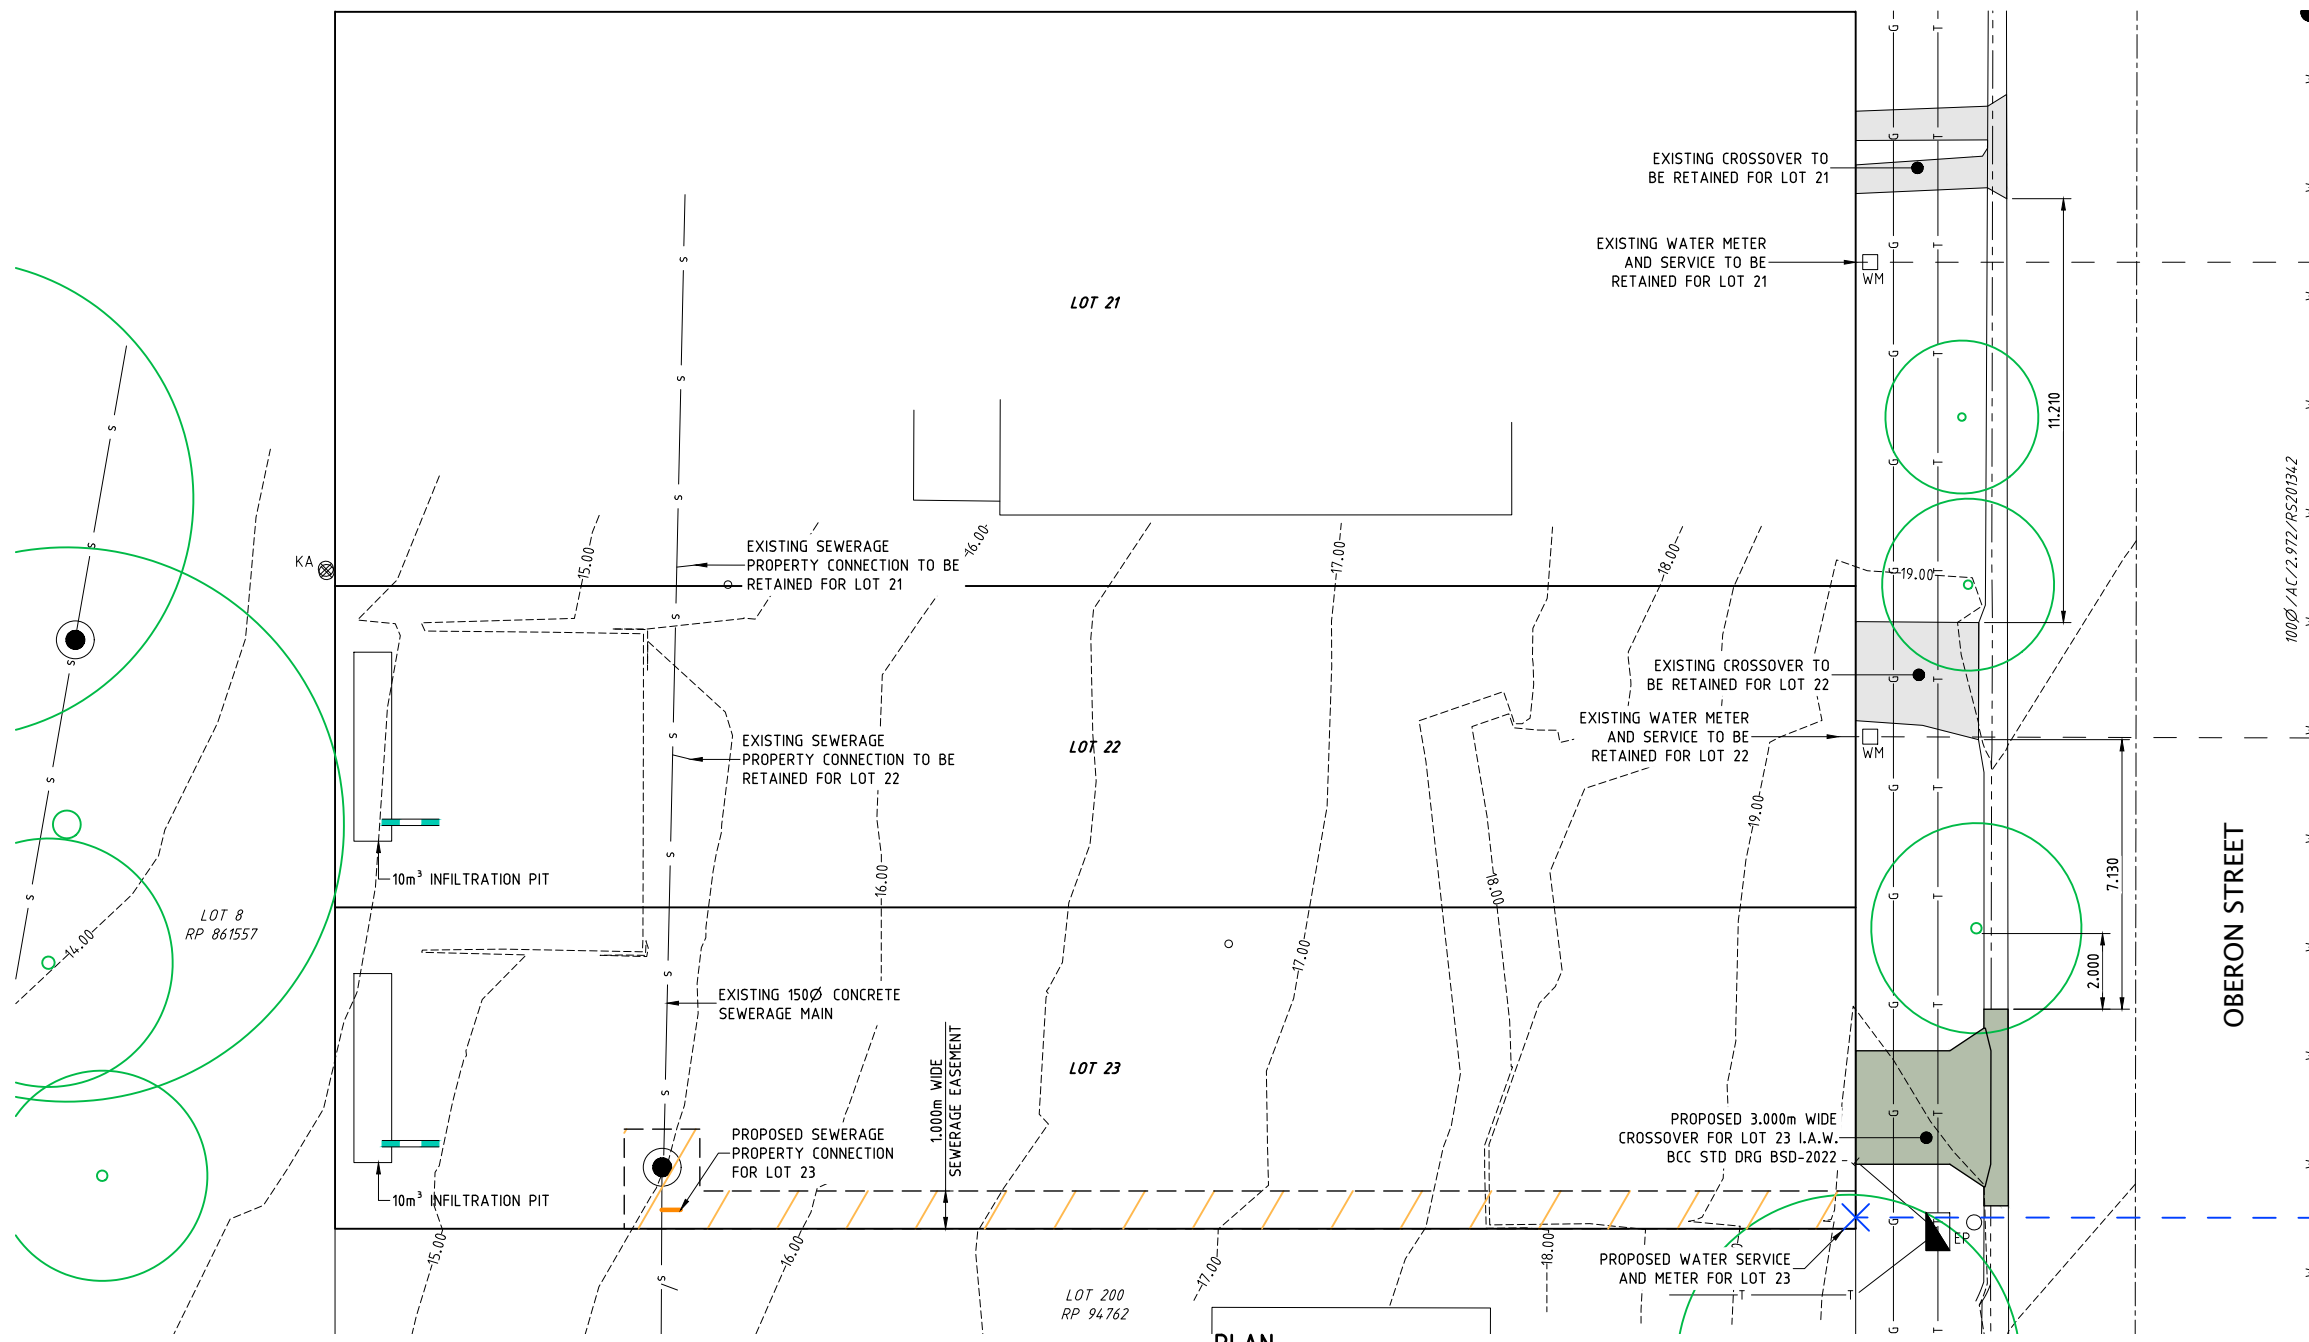 EXISTING CROSSOVER TO
BE RETAINED FOR LOT 21
EXISTING WATER METER
AND SERVICE TO BE
RETAINED FOR LOT 21
WM
LOT 21
11.210
100Ø/AC/2.972/RS201342
KA
EXISTING SEWERAGE
PROPERTY CONNECTION TO BE
RETAINED FOR LOT 21
15.00
16.00
17.00
18.00
19.00
EXISTING CROSSOVER TO
BE RETAINED FOR LOT 22
EXISTING WATER METER
AND SERVICE TO BE
RETAINED FOR LOT 22
WM
LOT 22
EXISTING SEWERAGE
PROPERTY CONNECTION TO BE
RETAINED FOR LOT 22
10m³ INFILTRATION PIT
16.00
18.00
19.00
7.130
OBERON STREET
LOT 8
RP 861557
14.00
17.00
2.000
EXISTING 150Ø CONCRETE
SEWERAGE MAIN
1.000m WIDE
SEWERAGE EASEMENT
LOT 23
PROPOSED SEWERAGE
PROPERTY CONNECTION
FOR LOT 23
PROPOSED 3.000m WIDE
CROSSOVER FOR LOT 23 I.A.W.
BCC STD DRG BSD-2022
10m³ INFILTRATION PIT
EP
15.00
16.00
17.00
18.00
PROPOSED WATER SERVICE
AND METER FOR LOT 23
LOT 200
RP 94762
PLAN
S S S S S S S S S S S
S S S S S
G G G G G G G G G G G G G
T T T T T T T T T T T T T
T T